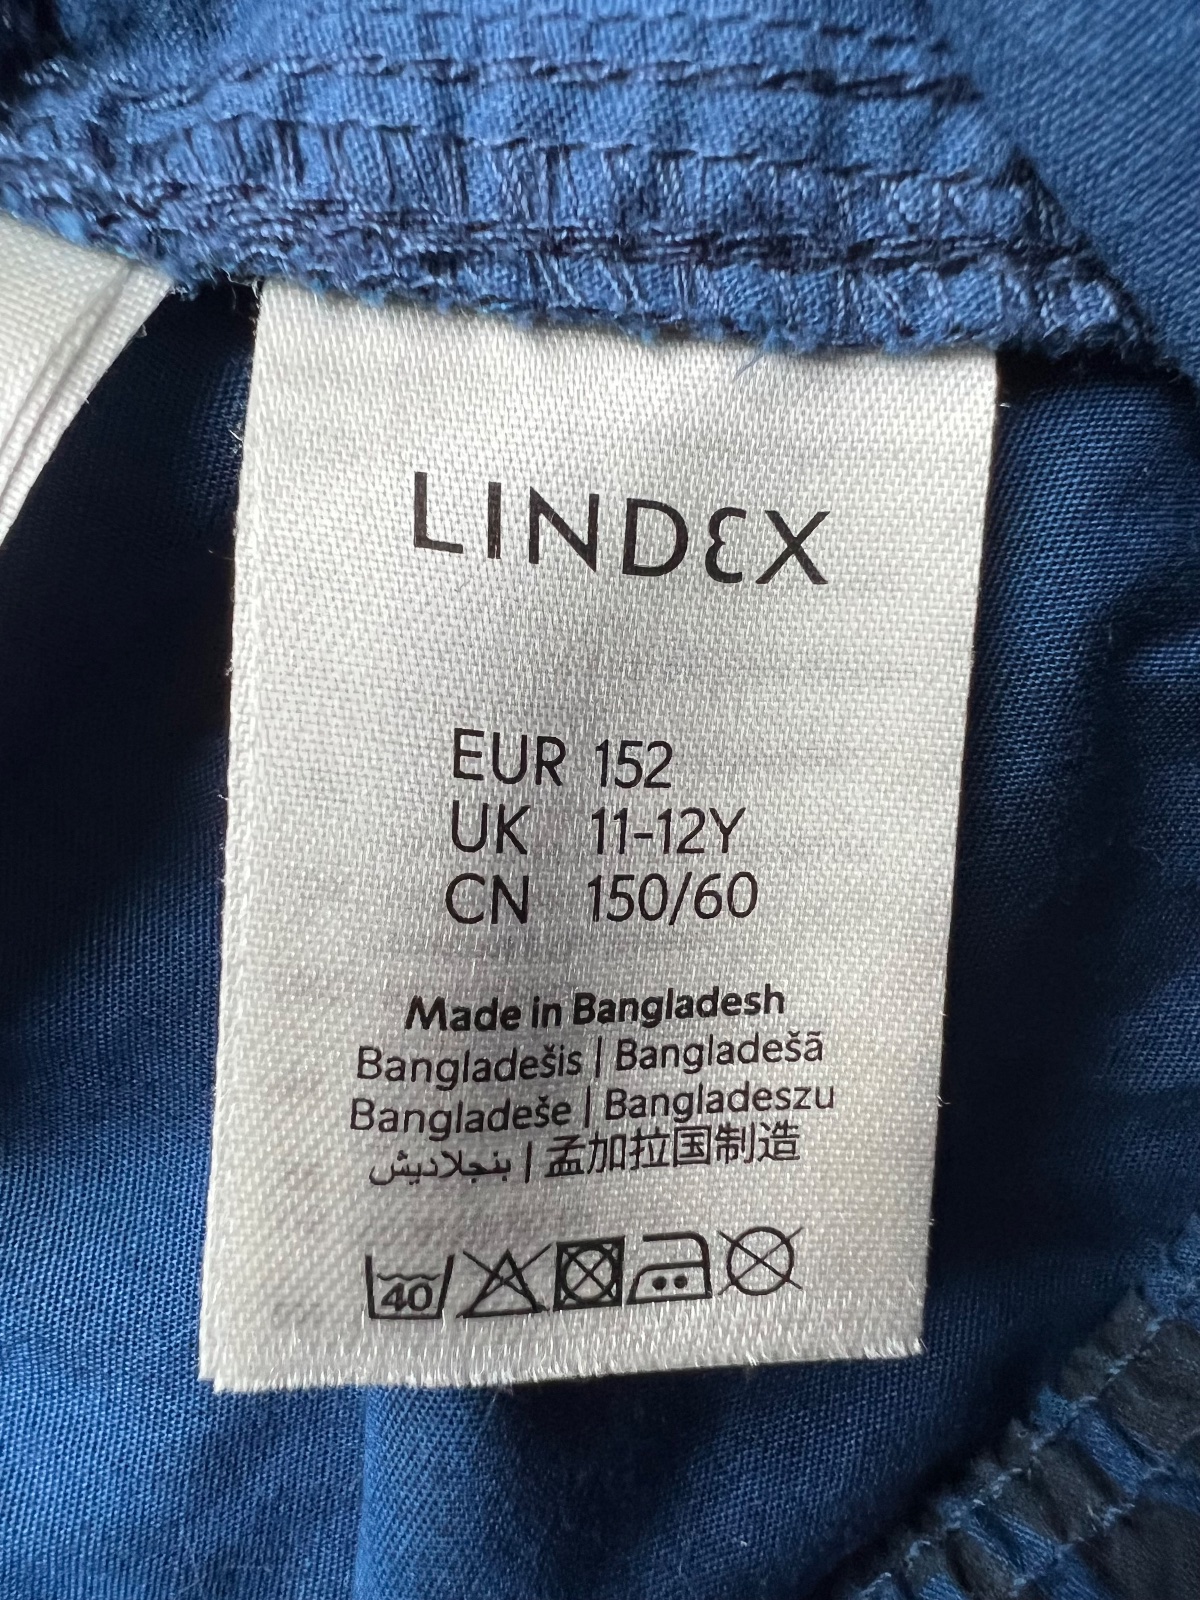 LINDEX
EUR 152
UK 11-12Y
CN 150/60
Made in Bangladesh
Bangladešis | Bangladešā
Bangladeše | Bangladeszu
بنجلاديش | 孟加拉国制造
40